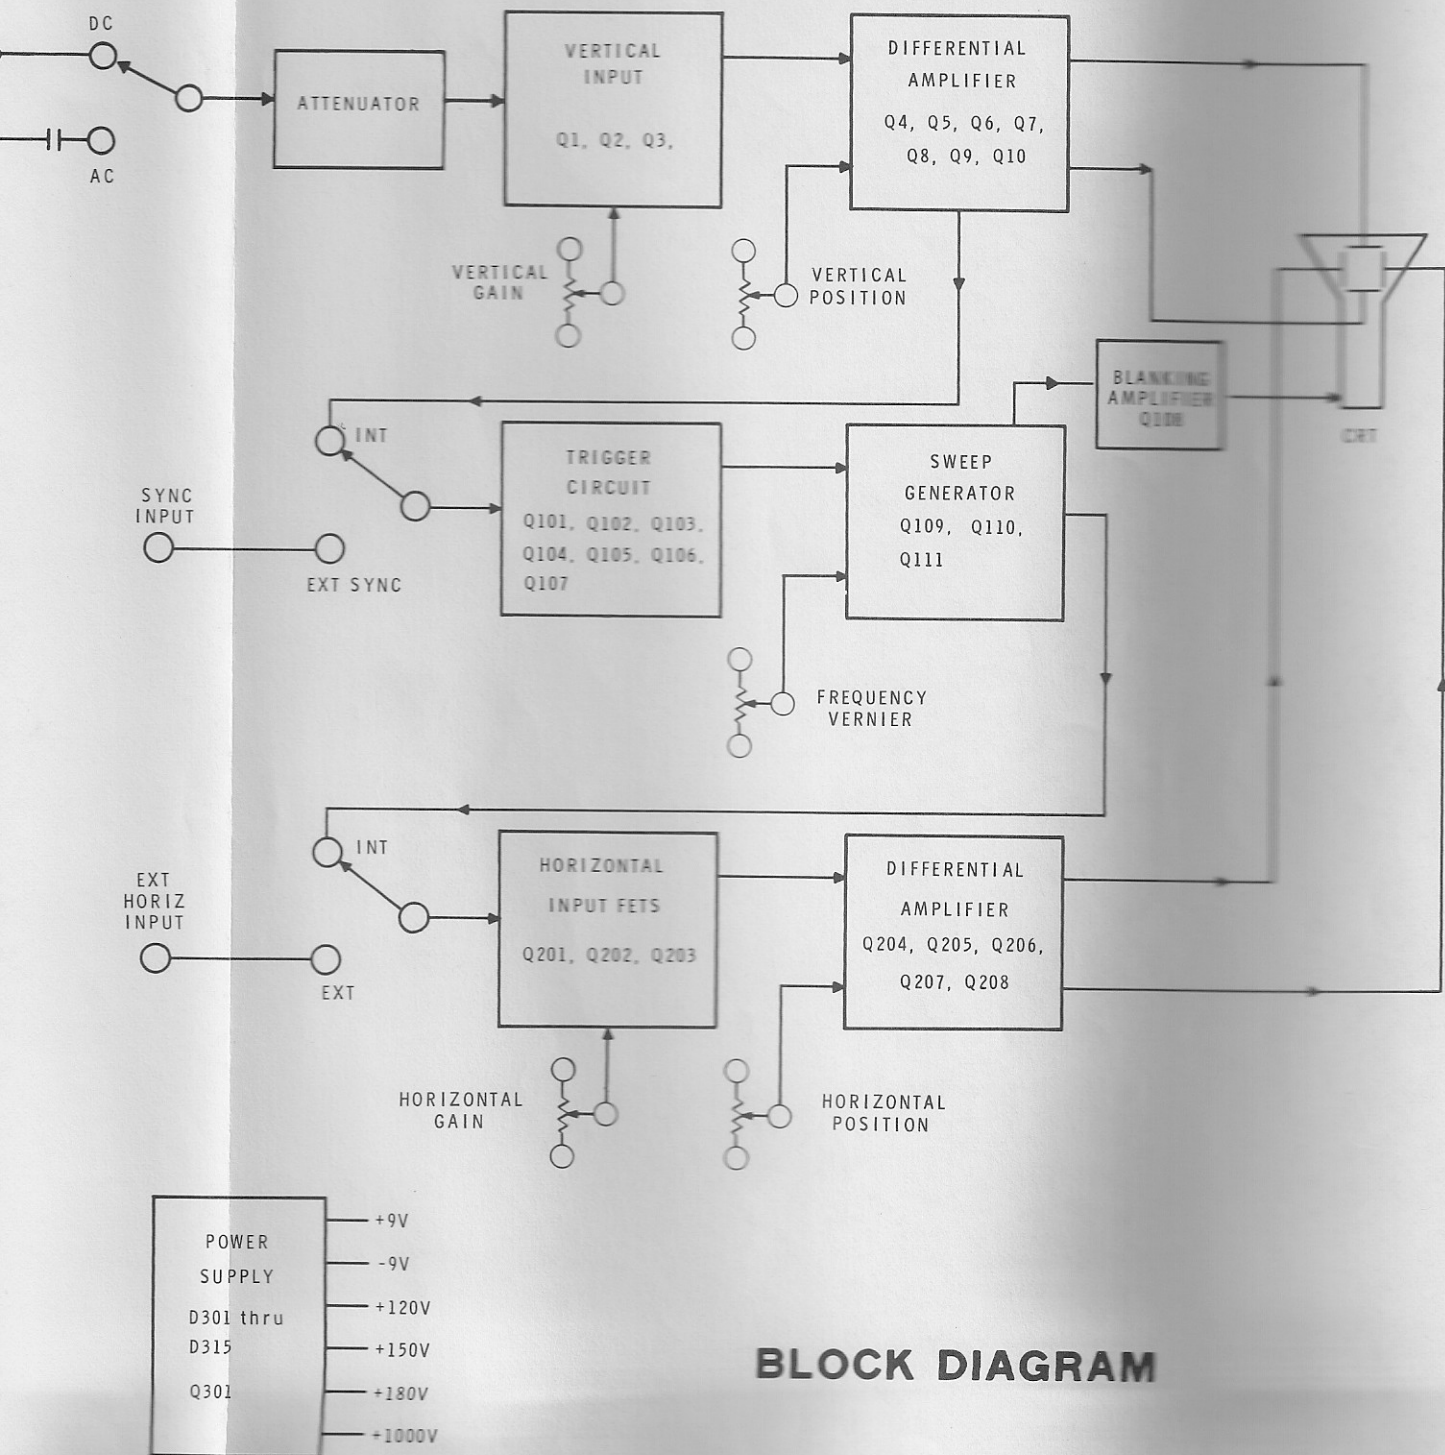 DC
AC
ATTENUATOR
VERTICAL
INPUT
Q1, Q2, Q3,
DIFFERENTIAL
AMPLIFIER
Q4, Q5, Q6, Q7,
Q8, Q9, Q10
VERTICAL
GAIN
VERTICAL
POSITION
BLANKING
AMPLIFIER
Q108
CRT
INT
SYNC
INPUT
EXT SYNC
TRIGGER
CIRCUIT
Q101, Q102, Q103,
Q104, Q105, Q106,
Q107
SWEEP
GENERATOR
Q109, Q110,
Q111
FREQUENCY
VERNIER
INT
EXT
HORIZ
INPUT
EXT
HORIZONTAL
INPUT FETS
Q201, Q202, Q203
DIFFERENTIAL
AMPLIFIER
Q204, Q205, Q206,
Q207, Q208
HORIZONTAL
GAIN
HORIZONTAL
POSITION
POWER
SUPPLY
D301 thru
D315
Q301
+9V
-9V
+120V
+150V
+180V
+1000V
BLOCK DIAGRAM